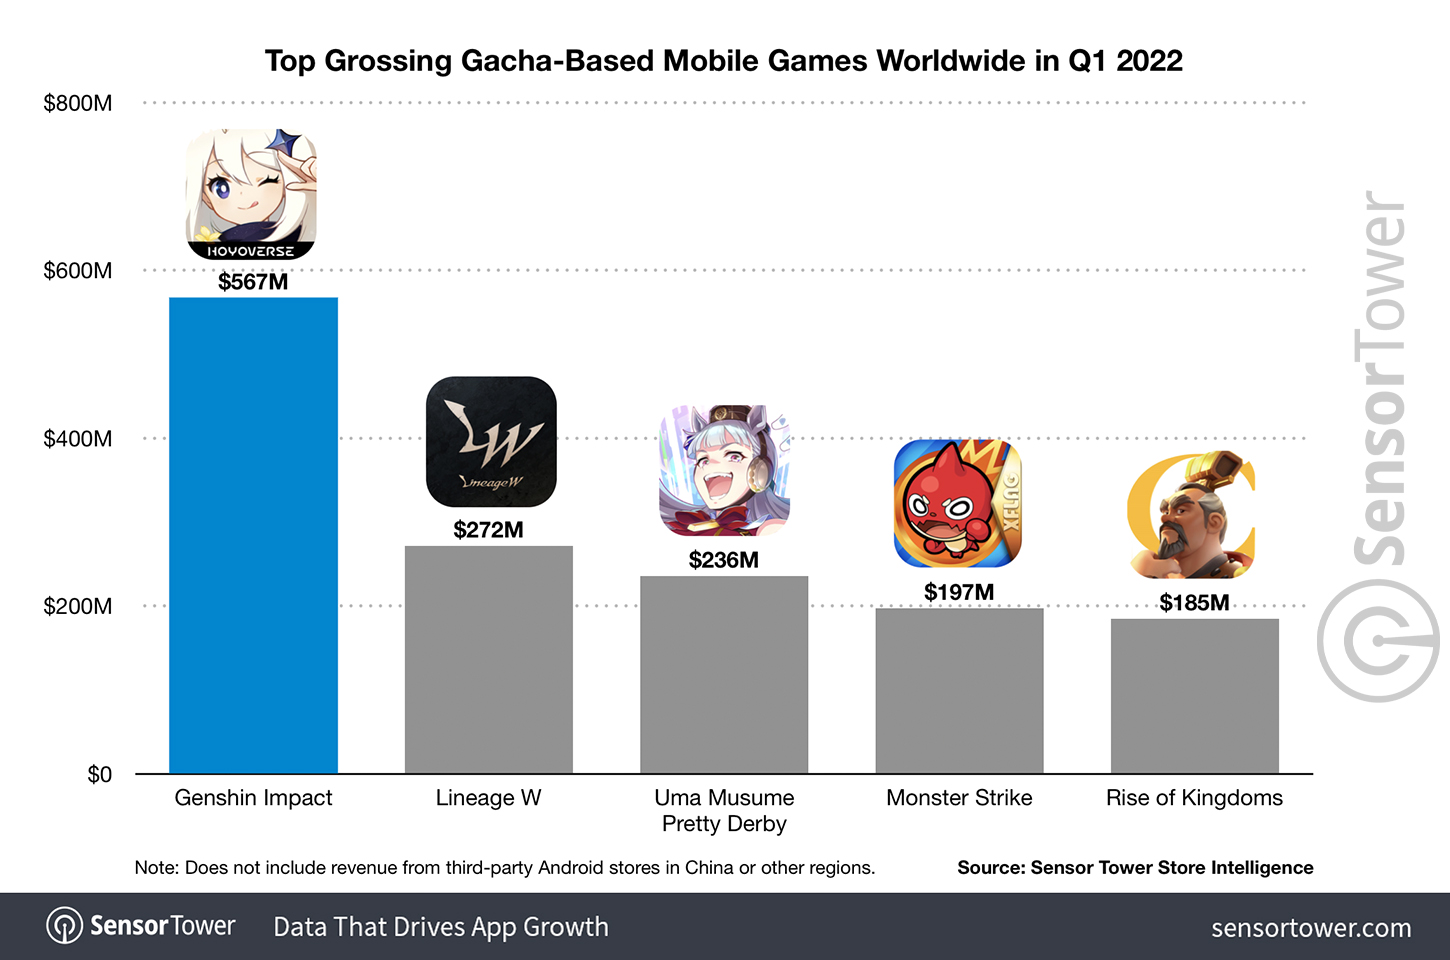 Top Grossing Gacha-Based Mobile Games Worldwide in Q1 2022
$800M
$600M
$400M
$200M
$0
HOYOVERSE
$567M
LW
LineageW
$272M
$236M
XFLAG
$197M
$185M
Genshin Impact
Lineage W
Uma Musume
Pretty Derby
Monster Strike
Rise of Kingdoms
Note: Does not include revenue from third-party Android stores in China or other regions.
Source: Sensor Tower Store Intelligence
SensorTower
SensorTower
Data That Drives App Growth
sensortower.com